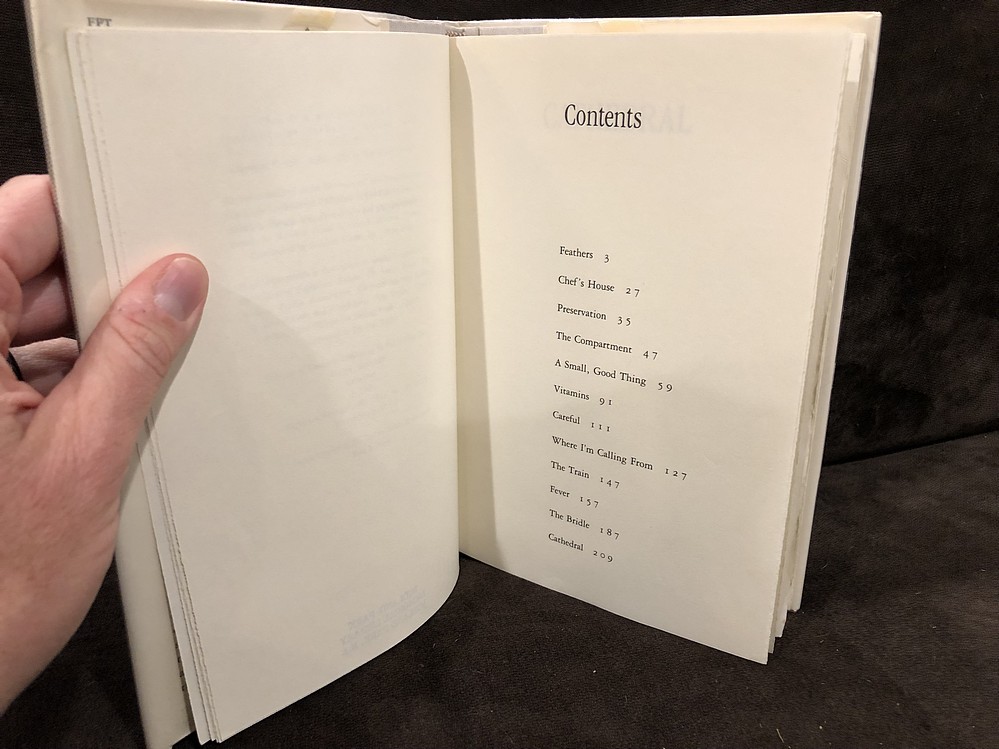 FPT
Contents
Feathers 3
Chef's House 27
Preservation 35
The Compartment 47
A Small, Good Thing 59
Vitamins 91
Careful 111
Where I'm Calling From 127
The Train 147
Fever 157
The Bridle 187
Cathedral 209